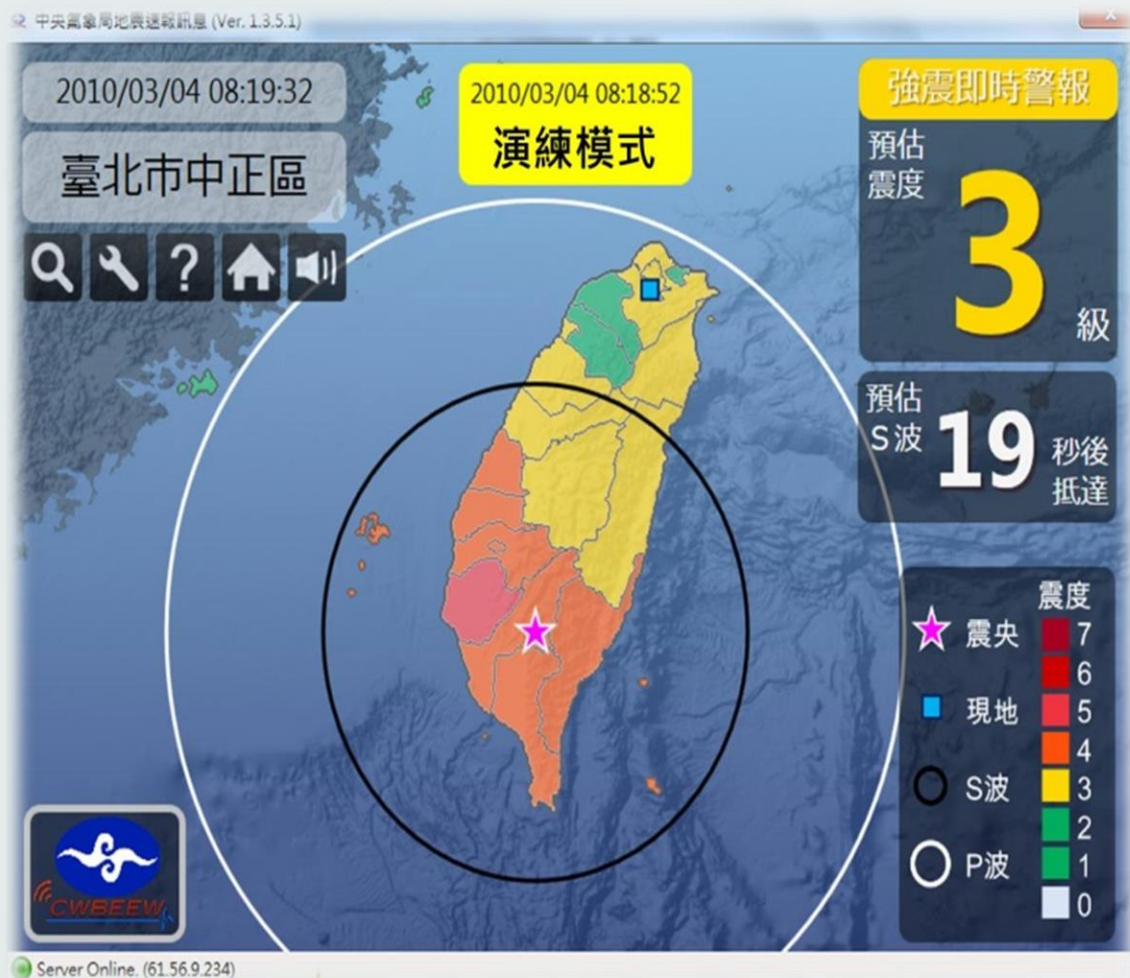 中央氣象局地震速報訊息 (Ver. 1.3.5.1)
2010/03/04 08:19:32
臺北市中正區
2010/03/04 08:18:52
演練模式
強震即時警報
預估
震度
3
級
預估
S波
19
秒後
抵達
震度
震央
現地
S波
P波
7
6
5
4
3
2
1
0
CWBEEW
Server Online. (61.56.9.234)